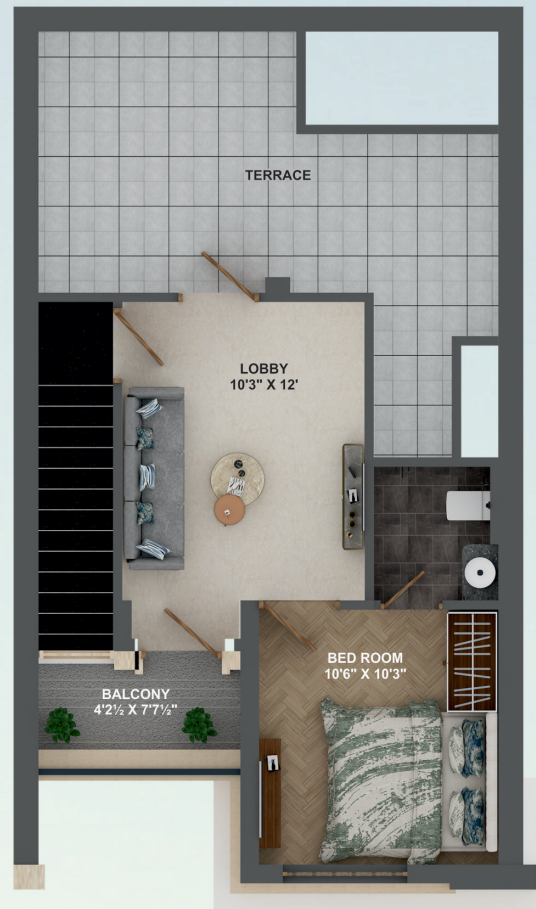 TERRACE
LOBBY
10'3" X 12'
BED ROOM
10'6" X 10'3"
BALCONY
4'2½ X 7'7½"